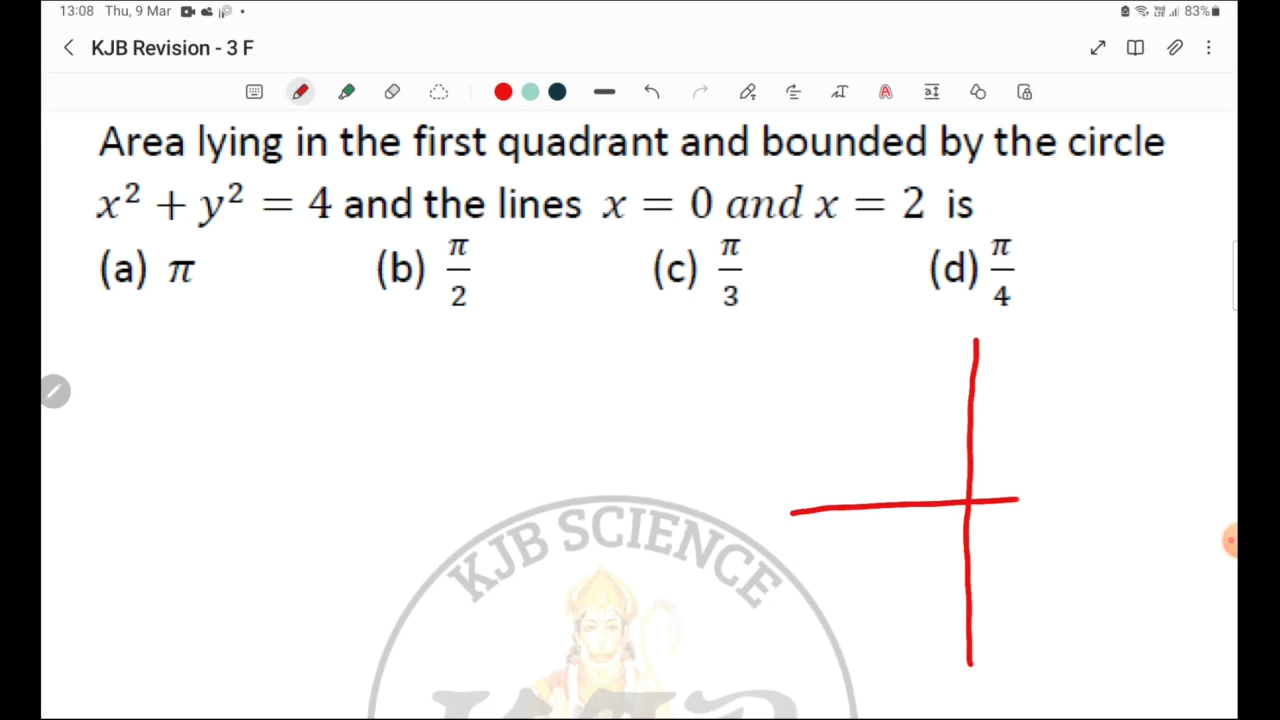 13:08 Thu, 9 Mar 83%
KJB Revision - 3 F
Area lying in the first quadrant and bounded by the circle
x² + y² = 4 and the lines x = 0 and x = 2 is
(a) π (b) π/2 (c) π/3 (d) π/4
KJB SCIENCE